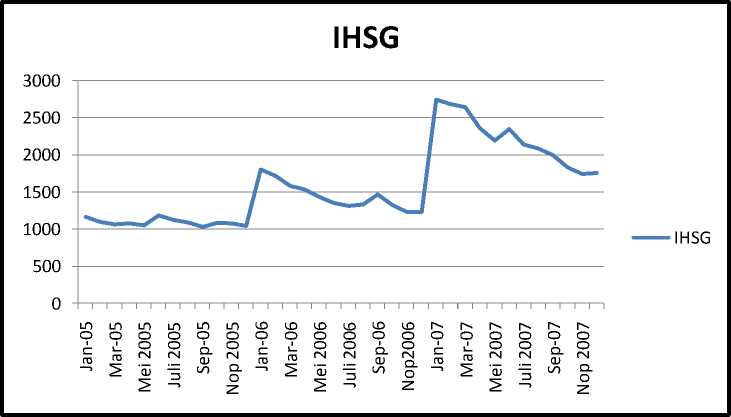 IHSG
3000
2500
2000
1500
1000
500
0
Jan-05
Mar-05
Mei 2005
Juli 2005
Sep-05
Nop 2005
Jan-06
Mar-06
Mei 2006
Juli 2006
Sep-06
Nop2006
Jan-07
Mar-07
Mei 2007
Juli 2007
Sep-07
Nop 2007
IHSG